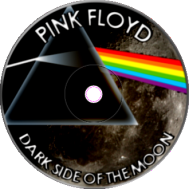 PINK FLOYD
DARK SIDE OF THE MOON